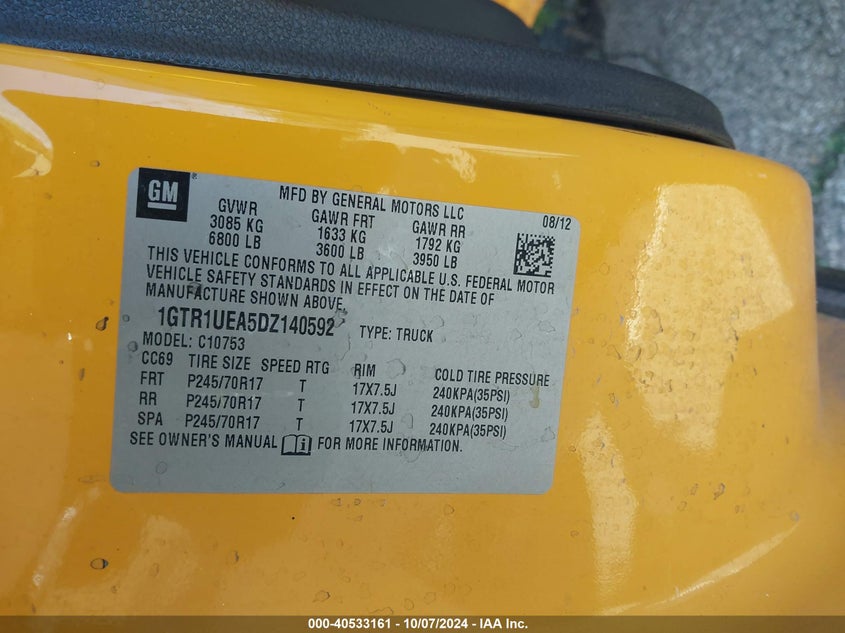 GM
MFD BY GENERAL MOTORS LLC
08/12
GVWR GAWR FRT GAWR RR
3085 KG 1633 KG 1792 KG
6800 LB 3600 LB 3950 LB
THIS VEHICLE CONFORMS TO ALL APPLICABLE U.S. FEDERAL MOTOR
VEHICLE SAFETY STANDARDS IN EFFECT ON THE DATE OF
MANUFACTURE SHOWN ABOVE.
1GTR1UEA5DZ140592 TYPE: TRUCK
MODEL: C10753
CC69 TIRE SIZE SPEED RTG RIM COLD TIRE PRESSURE
FRT P245/70R17 T 17X7.5J 240KPA(35PSI)
RR P245/70R17 T 17X7.5J 240KPA(35PSI)
SPA P245/70R17 T 17X7.5J 240KPA(35PSI)
SEE OWNER'S MANUAL FOR MORE INFORMATION.
000-40533161 - 10/07/2024 - IAA Inc.